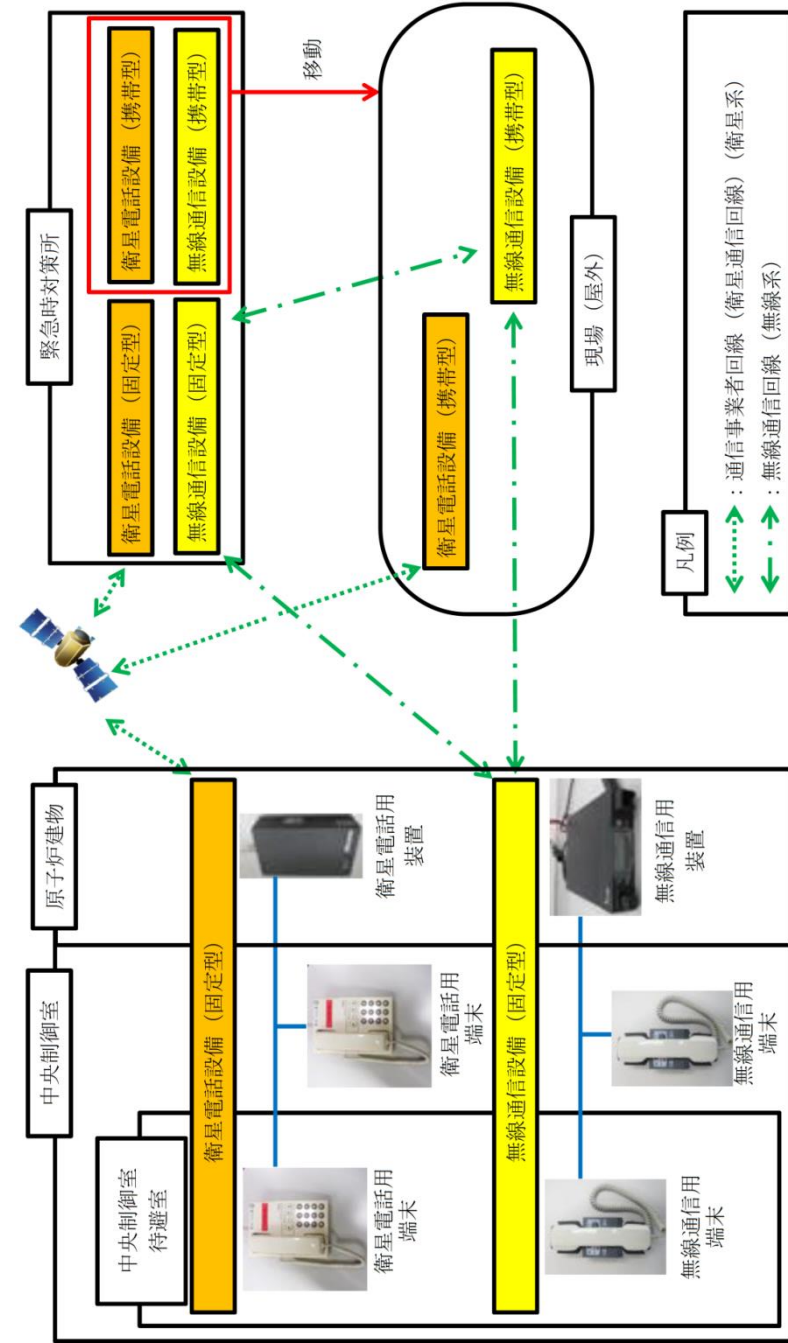 中央制御室
原子炉建物
中央制御室
待避室
衛星電話設備(固定型)
衛星電話用
端末
衛星電話用
端末
衛星電話用
装置
無線通信設備(固定型)
無線通信用
端末
無線通信用
端末
無線通信用
装置
緊急時対策所
衛星電話設備(固定型)
衛星電話設備(携帯型)
無線通信設備(固定型)
無線通信設備(携帯型)
移動
衛星電話設備(携帯型)
無線通信設備(携帯型)
現場(屋外)
凡例
:通信事業者回線(衛星通信回線)(衛星系)
:無線通信回線(無線系)